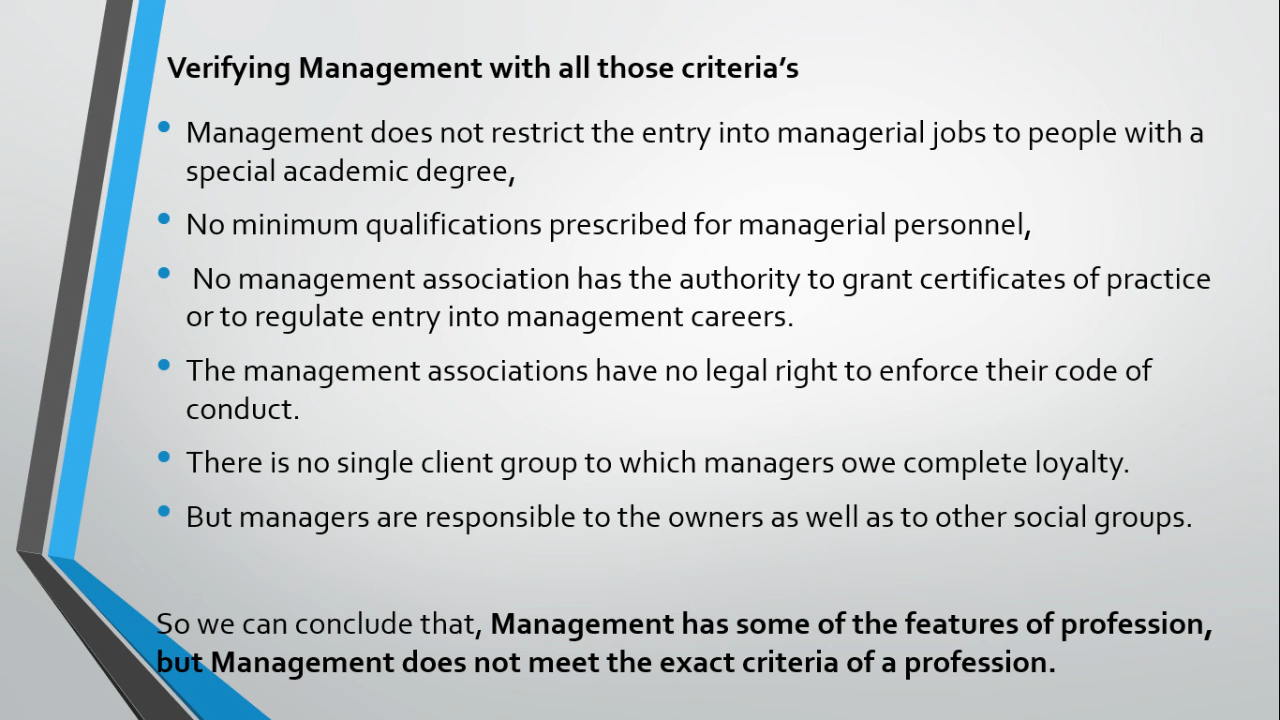 Verifying Management with all those criteria's
• Management does not restrict the entry into managerial jobs to people with a
special academic degree,
• No minimum qualifications prescribed for managerial personnel,
• No management association has the authority to grant certificates of practice
or to regulate entry into management careers.
• The management associations have no legal right to enforce their code of
conduct.
• There is no single client group to which managers owe complete loyalty.
• But managers are responsible to the owners as well as to other social groups.
So we can conclude that, Management has some of the features of profession,
but Management does not meet the exact criteria of a profession.